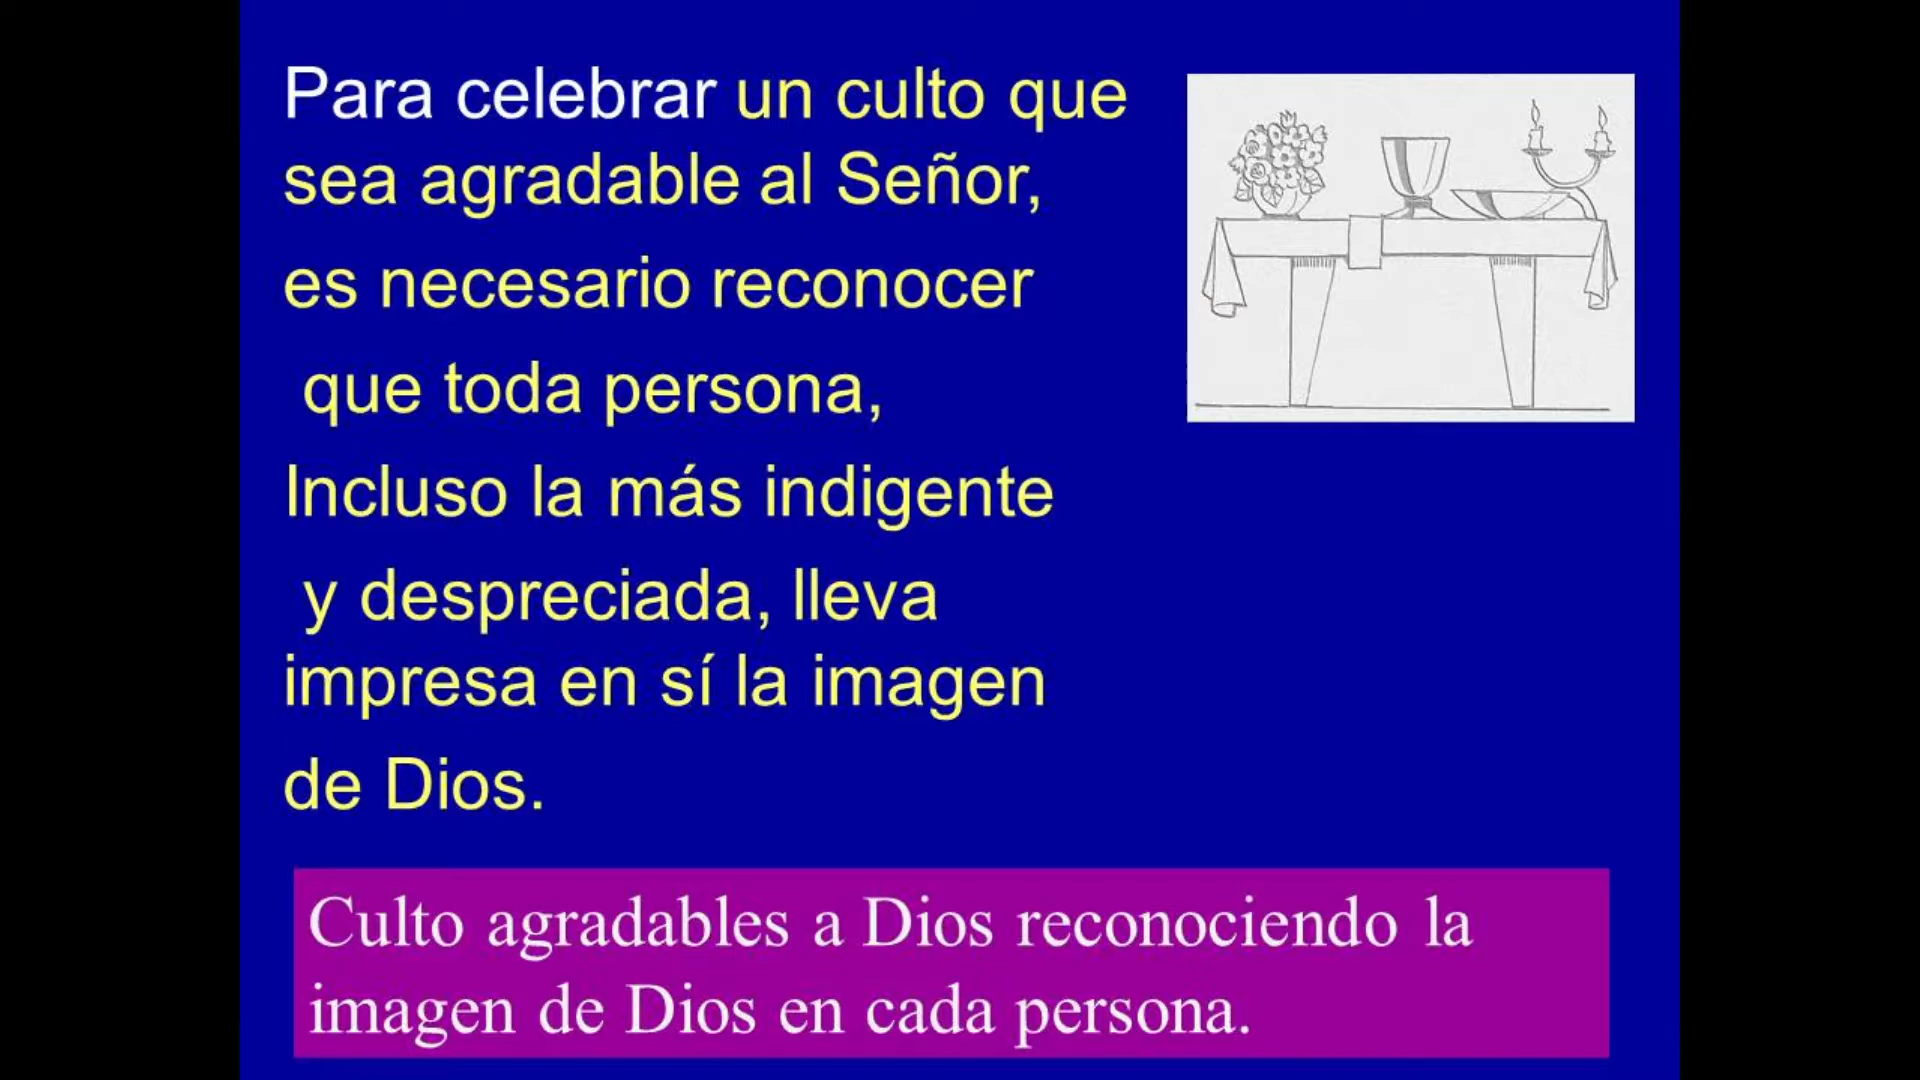 Para celebrar un culto que
sea agradable al Señor,
es necesario reconocer
que toda persona,
Incluso la más indigente
y despreciada, lleva
impresa en sí la imagen
de Dios.
Culto agradables a Dios reconociendo la
imagen de Dios en cada persona.